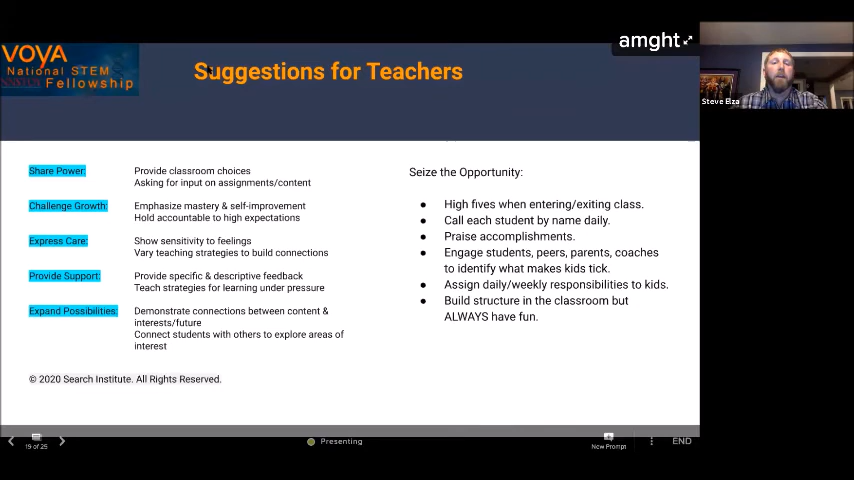 VOYA
National STEM
Fellowship
Suggestions for Teachers
amght
Steve Elza
Share Power:
Provide classroom choices
Asking for input on assignments/content
Challenge Growth:
Emphasize mastery & self-improvement
Hold accountable to high expectations
Express Care:
Show sensitivity to feelings
Vary teaching strategies to build connections
Provide Support:
Provide specific & descriptive feedback
Teach strategies for learning under pressure
Expand Possibilities:
Demonstrate connections between content &
interests/future
Connect students with others to explore areas of
interest
© 2020 Search Institute. All Rights Reserved.
Seize the Opportunity:
● High fives when entering/exiting class.
● Call each student by name daily.
● Praise accomplishments.
● Engage students, peers, parents, coaches
to identify what makes kids tick.
● Assign daily/weekly responsibilities to kids.
● Build structure in the classroom but
ALWAYS have fun.
19 of 25
Presenting
New Prompt
END